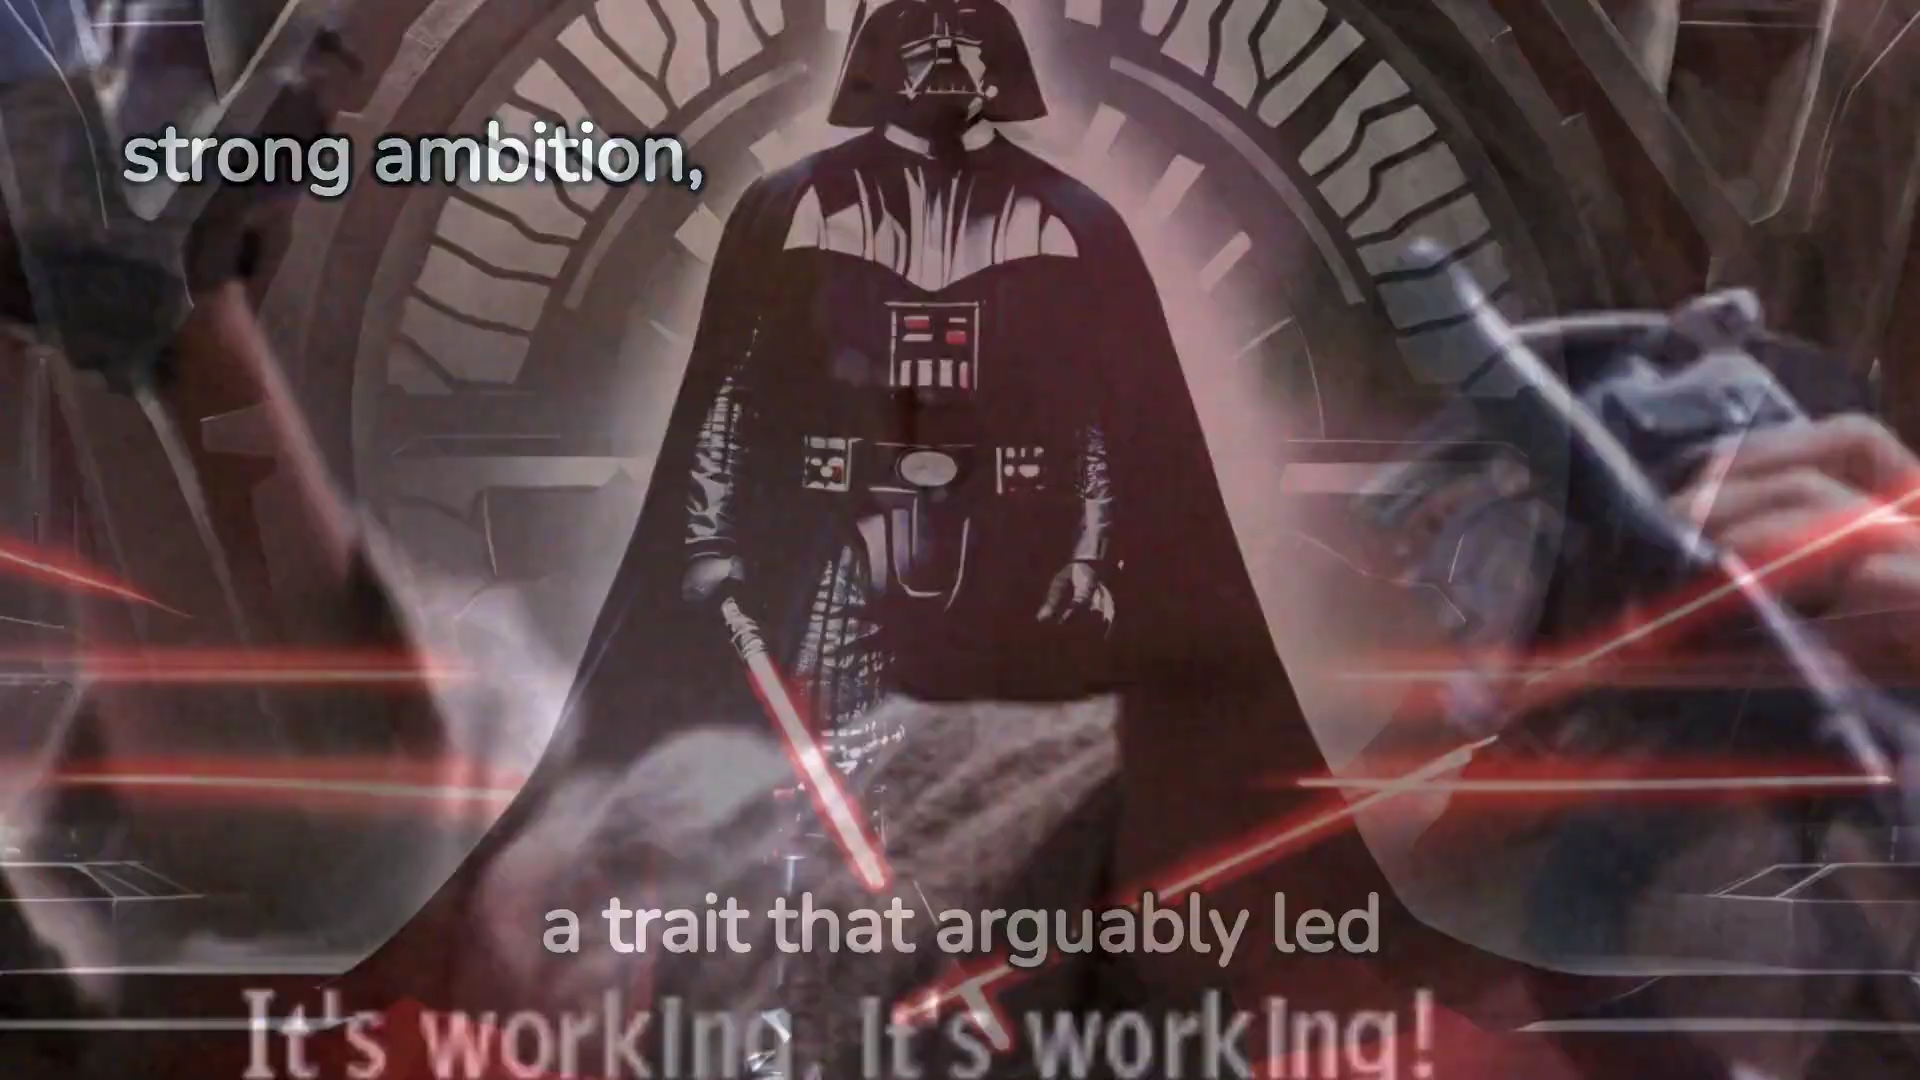 strong ambition,
a trait that arguably led
It's working, it's working!